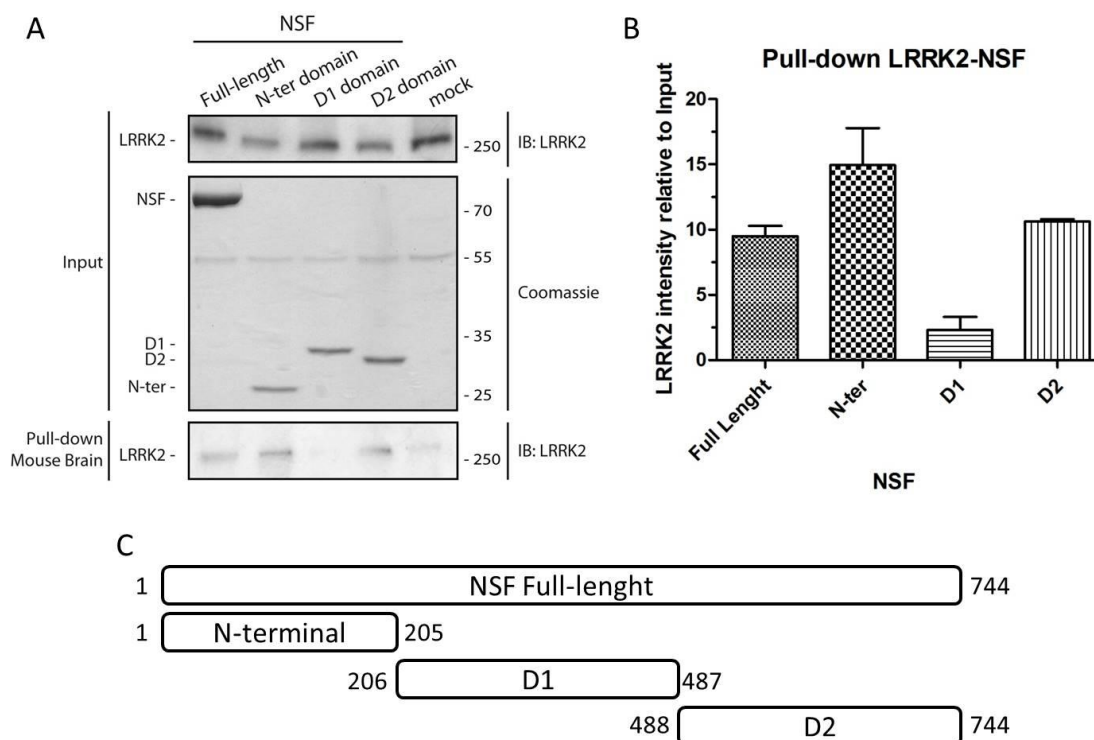 A
NSF
Full-length
N-ter domain
D1 domain
D2 domain
mock
LRRK2 -
- 250
IB: LRRK2
Input
NSF -
- 70
- 55
Coomassie
D1 -
- 35
D2 -
N-ter -
- 25
Pull-down
Mouse Brain
LRRK2 -
- 250
IB: LRRK2
B
Pull-down LRRK2-NSF
LRRK2 intensity relative to Input
20
15
10
5
0
Full Lenght
N-ter
D1
D2
NSF
C
1 NSF Full-lenght 744
1 N-terminal 205
206 D1 487
488 D2 744